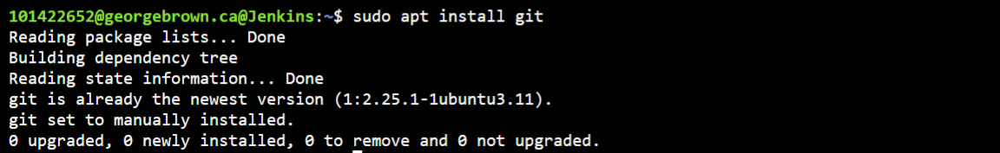 101422652@georgebrown.ca@Jenkins:~$ sudo apt install git
Reading package lists... Done
Building dependency tree
Reading state information... Done
git is already the newest version (1:2.25.1-1ubuntu3.11).
git set to manually installed.
0 upgraded, 0 newly installed, 0 to remove and 0 not upgraded.